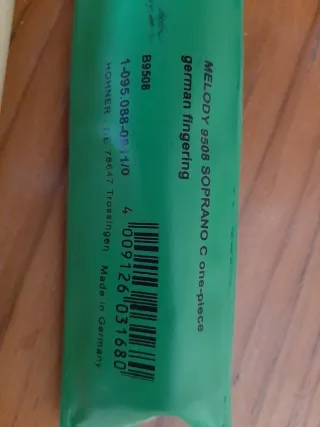 MELODY 9508 SOPRANO C one-piece
german fingering
B9508
1-095.088-0 1/0
HOHNER 78647 Trossingen Made in Germany
4 009126 031680